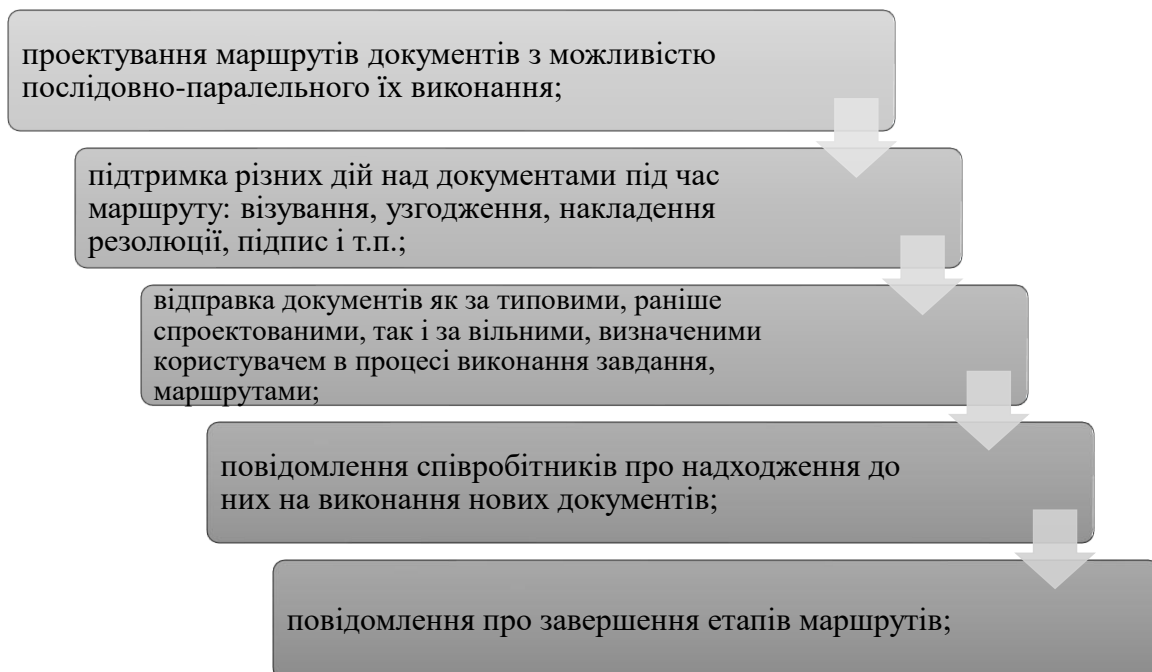 проектування маршрутів документів з можливістю
послідовно-паралельного їх виконання;
підтримка різних дій над документами під час
маршруту: візування, узгодження, накладення
резолюції, підпис і т.п.;
відправка документів як за типовими, раніше
спроектованими, так і за вільними, визначеними
користувачем в процесі виконання завдання,
маршрутами;
повідомлення співробітників про надходження до
них на виконання нових документів;
повідомлення про завершення етапів маршрутів;